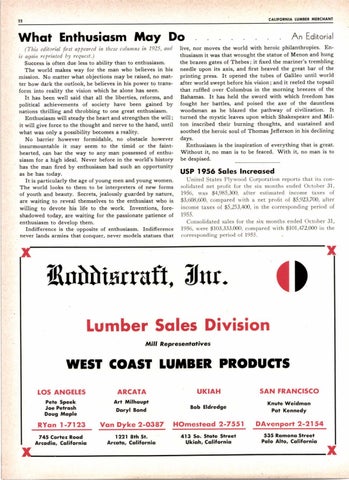 22
CALIFORNIA LUMBER MERCHANT
What Enthusiasm May Do . . . . An Editorial
(This editorial first appeared in these columns in 1925, and
is again reprinted by request.)
Success is often due less to ability than to enthusiasm.
The world makes way for the man who believes in his
mission. No matter what objections may be raised, no mat-
ter how dark the outlook, he believes in his power to trans-
form into reality the vision which he alone has seen.
It has been well said that all the liberties, reforms, and
political achievements of society have been gained by
nations thrilling and throbbing to one great enthusiasm.
Enthusiasm will steady the heart and strengthen the will;
it will give force to the thought and nerve to the hand, until
what was only a possibility becomes a reality.
No barrier however formidable, no obstacle however
insurmountable it may seem to the timid or the faint-
hearted, can bar the way to any man possessed of enthu-
siasm for a high ideal. Never before in the world's history
has the man fired by enthusiasm had such an opportunity
as he has today.
It is particularly the age of young men and young women.
The world looks to them to be interpreters of new forms
of youth and beauty. Secrets, jealously guarded by nature,
are waiting to reveal themselves to the enthusiast who is
willing to devote his life to the work. Inventions, fore-
shadowed today, are waiting for the passionate patience of
enthusiasm to develop them.
Indifference is the opposite of enthusiasm. Indifference
never lands armies that conquer, never models statues that
live, nor moves the world with heroic philanthropies. En-
thusiasm it was that wrought the statue of Memon and hung
the brazen gates of Thebes; it fixed the mariner's trembling
needle upon its axis, and first heaved the great bar of the
printing press. It opened the tubes of Galileo until world
after world swept before his vision; and it reefed the topsail
that ruffled over Columbus in the morning breezes of the
Bahamas. It has held the sword with which freedom has
fought her battles, and poised the axe of the dauntless
woodsman as he blazed the pathway of civilization. It
turned the mystic leaves upon which Shakespeare and Mil-
ton inscribed their burning thoughts, and sustained and
soothed the heroic soul of Thomas Jefferson in his declining
days.
Enthusiasm is the inspiration of everything that is great.
Without it, no man is to be feared. With it, no man is to
be despised.
USP 1956 Sales Increased
United States Plywood Corporation reports that its con-
solidated net profit for the six months ended October 31,
1956, was after estimated income taxes of
compared with a net profit of after
income taxes of in the corresponding period of
1955.
Consolidated sales for the six months ended October 31,
1956, were compared with in the
corresponding period of 1955.
Roddiscraft, Inc.
Lumber Sales Division
Mill Representatives
WEST COAST LUMBER PRODUCTS
LOS ANGELES
Pete Speek
Joe Petrash
Doug Maple
RYan 1-7123
745 Cortez Road
Arcadia, California
ARCATA
Art Milhaupt
Daryl Bond
Van Dyke 2-0387
1221 8th St.
Arcata, California
UKIAH
Bob Eldredge
HOmestead 2-7551
413 So. State Street
Ukiah, California
SAN FRANCISCO
Knute Weidman
Pat Kennedy
DAvenport 2-2154
535 Ramona Street
Palo Alto, California